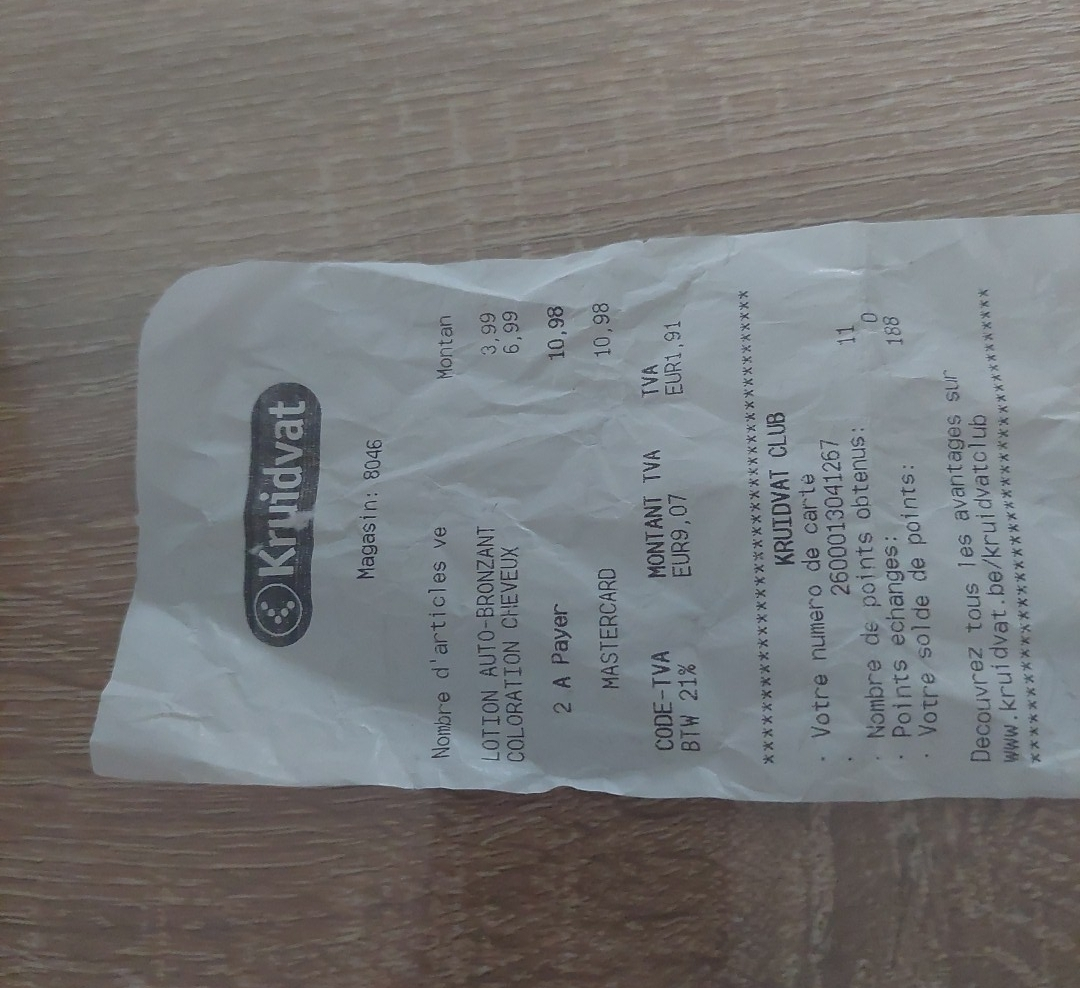 Kruidvat
Magasin: 8046
Nombre d'articles ve Montan
LOTION AUTO-BRONZANT 3,99
COLORATION CHEVEUX 6,99
2 A Payer 10,98
MASTERCARD 10,98
CODE-TVA MONTANT TVA TVA
BTW 21% EUR9,07 EUR1,91
****************************************
KRUIDVAT CLUB
. Votre numero de carte
. 2600013041267
. Nombre de points obtenus: 11
. Points echanges: 0
. Votre solde de points: 188
Decouvrez tous les avantages sur
www.kruidvat.be/kruidvatclub
****************************************